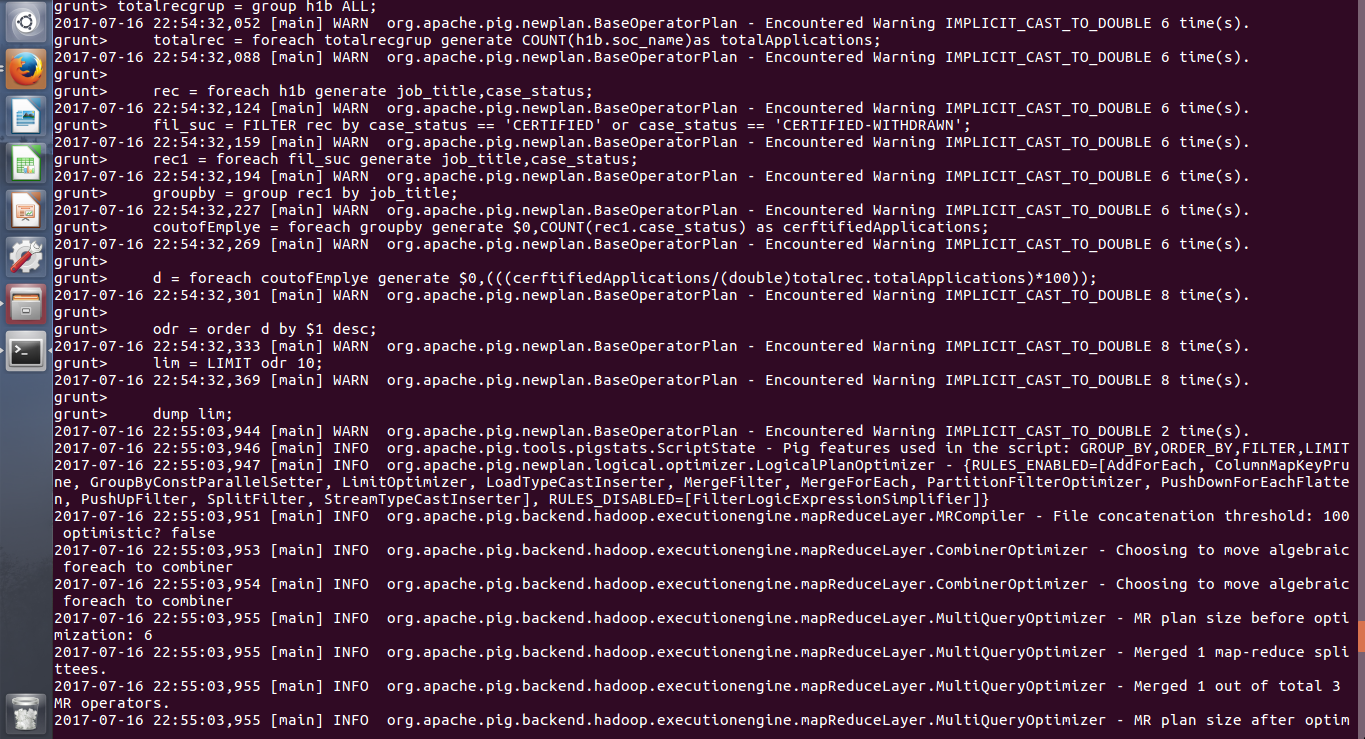 grunt> totalrecgrup = group h1b ALL;
2017-07-16 22:54:32,052 [main] WARN  org.apache.pig.newplan.BaseOperatorPlan - Encountered Warning IMPLICIT_CAST_TO_DOUBLE 6 time(s).
grunt>     totalrec = foreach totalrecgrup generate COUNT(h1b.soc_name)as totalApplications;
2017-07-16 22:54:32,088 [main] WARN  org.apache.pig.newplan.BaseOperatorPlan - Encountered Warning IMPLICIT_CAST_TO_DOUBLE 6 time(s).
grunt>
grunt>     rec = foreach h1b generate job_title,case_status;
2017-07-16 22:54:32,124 [main] WARN  org.apache.pig.newplan.BaseOperatorPlan - Encountered Warning IMPLICIT_CAST_TO_DOUBLE 6 time(s).
grunt>     fil_suc = FILTER rec by case_status == 'CERTIFIED' or case_status == 'CERTIFIED-WITHDRAWN';
2017-07-16 22:54:32,159 [main] WARN  org.apache.pig.newplan.BaseOperatorPlan - Encountered Warning IMPLICIT_CAST_TO_DOUBLE 6 time(s).
grunt>     rec1 = foreach fil_suc generate job_title,case_status;
2017-07-16 22:54:32,194 [main] WARN  org.apache.pig.newplan.BaseOperatorPlan - Encountered Warning IMPLICIT_CAST_TO_DOUBLE 6 time(s).
grunt>     groupby = group rec1 by job_title;
2017-07-16 22:54:32,227 [main] WARN  org.apache.pig.newplan.BaseOperatorPlan - Encountered Warning IMPLICIT_CAST_TO_DOUBLE 6 time(s).
grunt>     coutofEmplye = foreach groupby generate $0,COUNT(rec1.case_status) as cerftifiedApplications;
2017-07-16 22:54:32,269 [main] WARN  org.apache.pig.newplan.BaseOperatorPlan - Encountered Warning IMPLICIT_CAST_TO_DOUBLE 6 time(s).
grunt>
grunt>     d = foreach coutofEmplye generate $0,(((cerftifiedApplications/(double)totalrec.totalApplications)*100));
2017-07-16 22:54:32,301 [main] WARN  org.apache.pig.newplan.BaseOperatorPlan - Encountered Warning IMPLICIT_CAST_TO_DOUBLE 8 time(s).
grunt>
grunt>     odr = order d by $1 desc;
2017-07-16 22:54:32,333 [main] WARN  org.apache.pig.newplan.BaseOperatorPlan - Encountered Warning IMPLICIT_CAST_TO_DOUBLE 8 time(s).
grunt>     lim = LIMIT odr 10;
2017-07-16 22:54:32,369 [main] WARN  org.apache.pig.newplan.BaseOperatorPlan - Encountered Warning IMPLICIT_CAST_TO_DOUBLE 8 time(s).
grunt>
grunt>     dump lim;
2017-07-16 22:55:03,944 [main] WARN  org.apache.pig.newplan.BaseOperatorPlan - Encountered Warning IMPLICIT_CAST_TO_DOUBLE 2 time(s).
2017-07-16 22:55:03,946 [main] INFO  org.apache.pig.tools.pigstats.ScriptState - Pig features used in the script: GROUP_BY,ORDER_BY,FILTER,LIMIT
2017-07-16 22:55:03,947 [main] INFO  org.apache.pig.newplan.logical.optimizer.LogicalPlanOptimizer - {RULES_ENABLED=[AddForEach, ColumnMapKeyPru
ne, GroupByConstParallelSetter, LimitOptimizer, LoadTypeCastInserter, MergeFilter, MergeForEach, PartitionFilterOptimizer, PushDownForEachFlatte
n, PushUpFilter, SplitFilter, StreamTypeCastInserter], RULES_DISABLED=[FilterLogicExpressionSimplifier]}
2017-07-16 22:55:03,951 [main] INFO  org.apache.pig.backend.hadoop.executionengine.mapReduceLayer.MRCompiler - File concatenation threshold: 100
 optimistic? false
2017-07-16 22:55:03,953 [main] INFO  org.apache.pig.backend.hadoop.executionengine.mapReduceLayer.CombinerOptimizer - Choosing to move algebraic
 foreach to combiner
2017-07-16 22:55:03,954 [main] INFO  org.apache.pig.backend.hadoop.executionengine.mapReduceLayer.CombinerOptimizer - Choosing to move algebraic
 foreach to combiner
2017-07-16 22:55:03,955 [main] INFO  org.apache.pig.backend.hadoop.executionengine.mapReduceLayer.MultiQueryOptimizer - MR plan size before opti
mization: 6
2017-07-16 22:55:03,955 [main] INFO  org.apache.pig.backend.hadoop.executionengine.mapReduceLayer.MultiQueryOptimizer - Merged 1 map-reduce spli
ttees.
2017-07-16 22:55:03,955 [main] INFO  org.apache.pig.backend.hadoop.executionengine.mapReduceLayer.MultiQueryOptimizer - Merged 1 out of total 3
MR operators.
2017-07-16 22:55:03,955 [main] INFO  org.apache.pig.backend.hadoop.executionengine.mapReduceLayer.MultiQueryOptimizer - MR plan size after optim